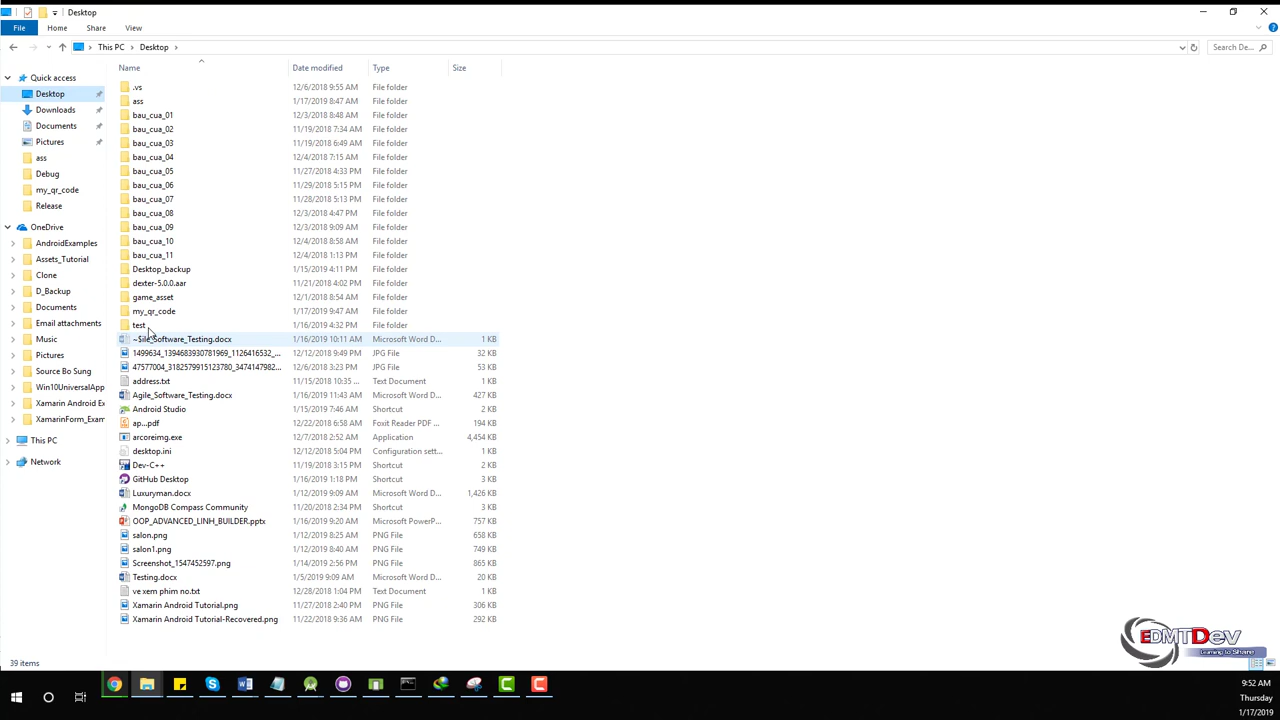 Desktop
File Home Share View
This PC Desktop
Search De...
Name Date modified Type Size
Quick access
Desktop
Downloads
Documents
Pictures
ass
Debug
my_qr_code
Release
OneDrive
AndroidExamples
Assets_Tutorial
Clone
D_Backup
Documents
Email attachments
Music
Pictures
Source Bo Sung
Win10UniversalApp
Xamarin Android Ex
XamarinForm_Exam
This PC
Network
.vs 12/6/2018 9:55 AM File folder
ass 1/17/2019 8:47 AM File folder
bau_cua_01 12/3/2018 8:48 AM File folder
bau_cua_02 11/19/2018 7:34 AM File folder
bau_cua_03 11/19/2018 6:49 AM File folder
bau_cua_04 12/4/2018 7:15 AM File folder
bau_cua_05 11/27/2018 4:33 PM File folder
bau_cua_06 11/29/2018 5:15 PM File folder
bau_cua_07 11/28/2018 5:13 PM File folder
bau_cua_08 12/3/2018 4:47 PM File folder
bau_cua_09 12/3/2018 9:09 AM File folder
bau_cua_10 12/4/2018 8:58 AM File folder
bau_cua_11 12/4/2018 1:13 PM File folder
Desktop_backup 1/15/2019 4:11 PM File folder
dexter-5.0.0.aar 11/21/2018 4:02 PM File folder
game_asset 12/1/2018 8:54 AM File folder
my_qr_code 1/17/2019 9:47 AM File folder
test 1/16/2019 4:32 PM File folder
~$ile_Software_Testing.docx 1/16/2019 10:11 AM Microsoft Word D... 1 KB
1499634_1394683930781969_1126416532_... 12/12/2018 9:49 PM JPG File 32 KB
47577004_3182579915123780_3474147982... 12/6/2018 3:23 PM JPG File 53 KB
address.txt 11/15/2018 10:35 ... Text Document 1 KB
Agile_Software_Testing.docx 1/16/2019 11:43 AM Microsoft Word D... 427 KB
Android Studio 1/15/2019 7:46 AM Shortcut 2 KB
ap...pdf 12/22/2018 6:58 AM Foxit Reader PDF ... 194 KB
arcoreimg.exe 12/7/2018 2:52 AM Application 4,454 KB
desktop.ini 12/12/2018 5:04 PM Configuration sett... 1 KB
Dev-C++ 11/19/2018 3:15 PM Shortcut 2 KB
GitHub Desktop 1/16/2019 1:18 PM Shortcut 3 KB
Luxuryman.docx 1/12/2019 9:09 AM Microsoft Word D... 1,426 KB
MongoDB Compass Community 11/20/2018 2:34 PM Shortcut 3 KB
OOP_ADVANCED_LINH_BUILDER.pptx 1/16/2019 9:20 AM Microsoft PowerP... 757 KB
salon.png 1/12/2019 8:25 AM PNG File 658 KB
salon1.png 1/12/2019 8:40 AM PNG File 749 KB
Screenshot_1547452597.png 1/14/2019 2:56 PM PNG File 865 KB
Testing.docx 1/5/2019 9:09 AM Microsoft Word D... 20 KB
ve xem phim no.txt 12/28/2018 1:04 PM Text Document 1 KB
Xamarin Android Tutorial.png 11/27/2018 2:40 PM PNG File 306 KB
Xamarin Android Tutorial-Recovered.png 11/22/2018 9:36 AM PNG File 292 KB
EDMTDev
Learning to Share
39 items
9:52 AM
Thursday
1/17/2019